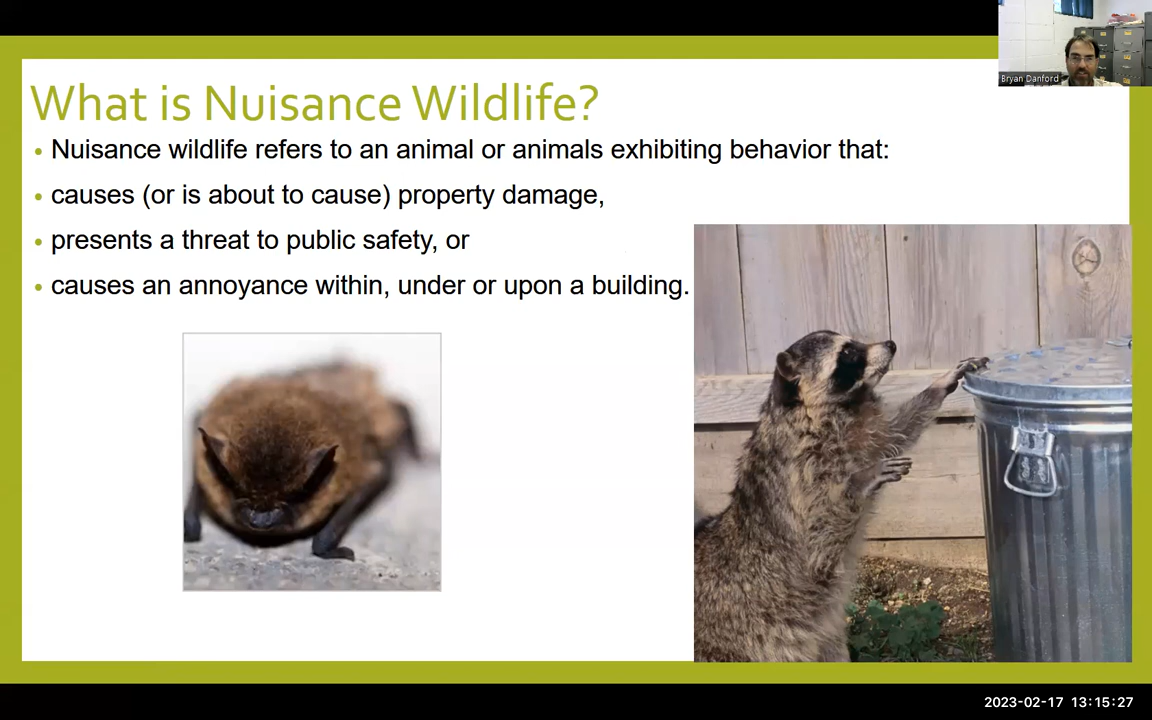 Bryan Danford
What is Nuisance Wildlife?
• Nuisance wildlife refers to an animal or animals exhibiting behavior that:
• causes (or is about to cause) property damage,
• presents a threat to public safety, or
• causes an annoyance within, under or upon a building.
2023-02-17 13:15:27